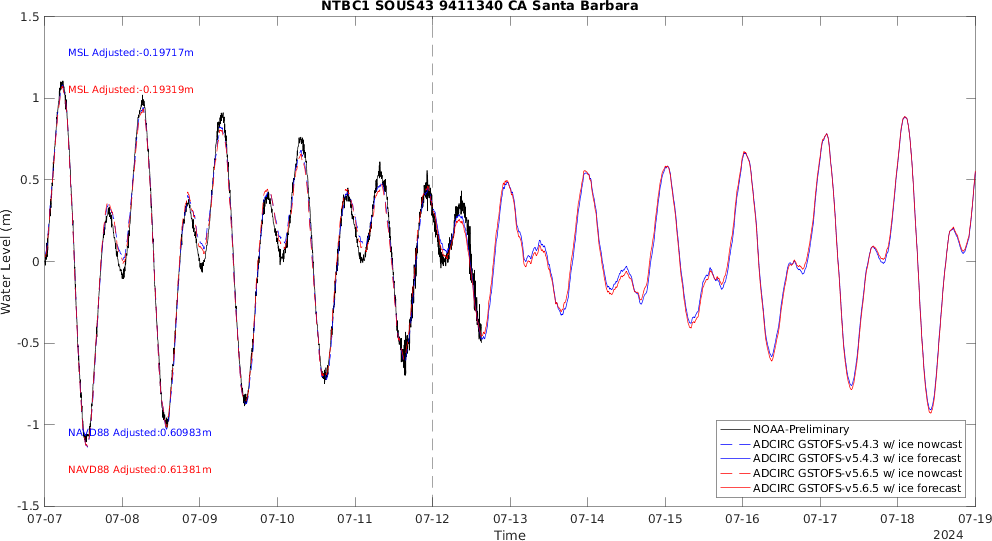 NTBC1 SOUS43 9411340 CA Santa Barbara
1.5
1
0.5
0
-0.5
-1
-1.5
Water Level (m)
MSL Adjusted:-0.19717m
MSL Adjusted:-0.19319m
NAVD88 Adjusted:0.60983m
NAVD88 Adjusted:0.61381m
NOAA-Preliminary
ADCIRC GSTOFS-v5.4.3 w/ ice nowcast
ADCIRC GSTOFS-v5.4.3 w/ ice forecast
ADCIRC GSTOFS-v5.6.5 w/ ice nowcast
ADCIRC GSTOFS-v5.6.5 w/ ice forecast
07-07 07-08 07-09 07-10 07-11 07-12 07-13 07-14 07-15 07-16 07-17 07-18 07-19
Time
2024